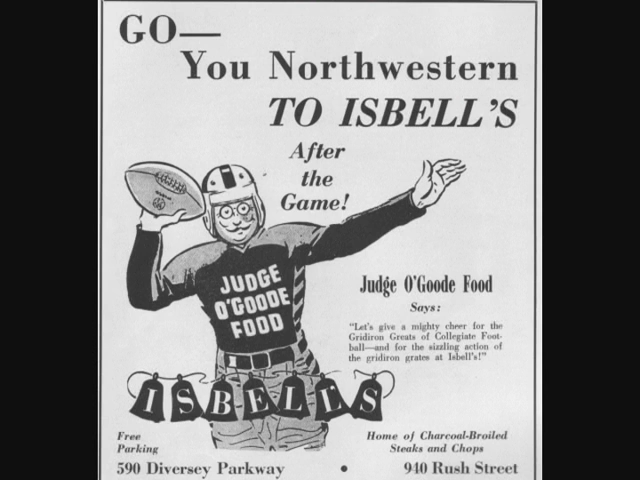 GO—
You Northwestern
TO ISBELL'S
After
the
Game!
JUDGE
O'GOODE
FOOD
Judge O'Goode Food
Says:
"Let's give a mighty cheer for the
Gridiron Greats of Collegiate Foot-
ball—and for the sizzling action of
the gridiron grates at Isbell's!"
ISBELL'S
Free
Parking
Home of Charcoal-Broiled
Steaks and Chops
590 Diversey Parkway • 940 Rush Street